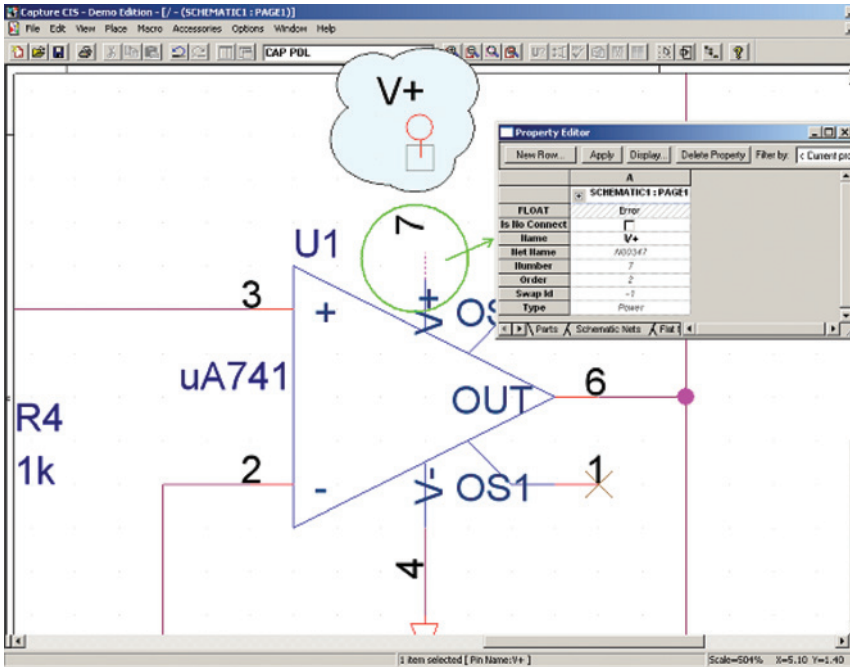 Capture CIS - Demo Edition - [/ - (SCHEMATIC1 : PAGE1)]
File Edit View Place Macro Accessories Options Window Help
CAP POL
U?
V+
Property Editor
New Row... Apply Display... Delete Property Filter by: < Current pro
A
SCHEMATIC1 : PAGE1
FLOAT Error
Is No Connect
Name V+
Net Name N00347
Number 7
Order 2
Swap Id -1
Type Power
Parts Schematic Nets Flat
7
U1
3
+
V+
OS
uA741
OUT
6
R4
1k
2
-
V-
OS1
1
4
1 item selected [ Pin Name:V+ ]
Scale=504% X=5.10 Y=1.40